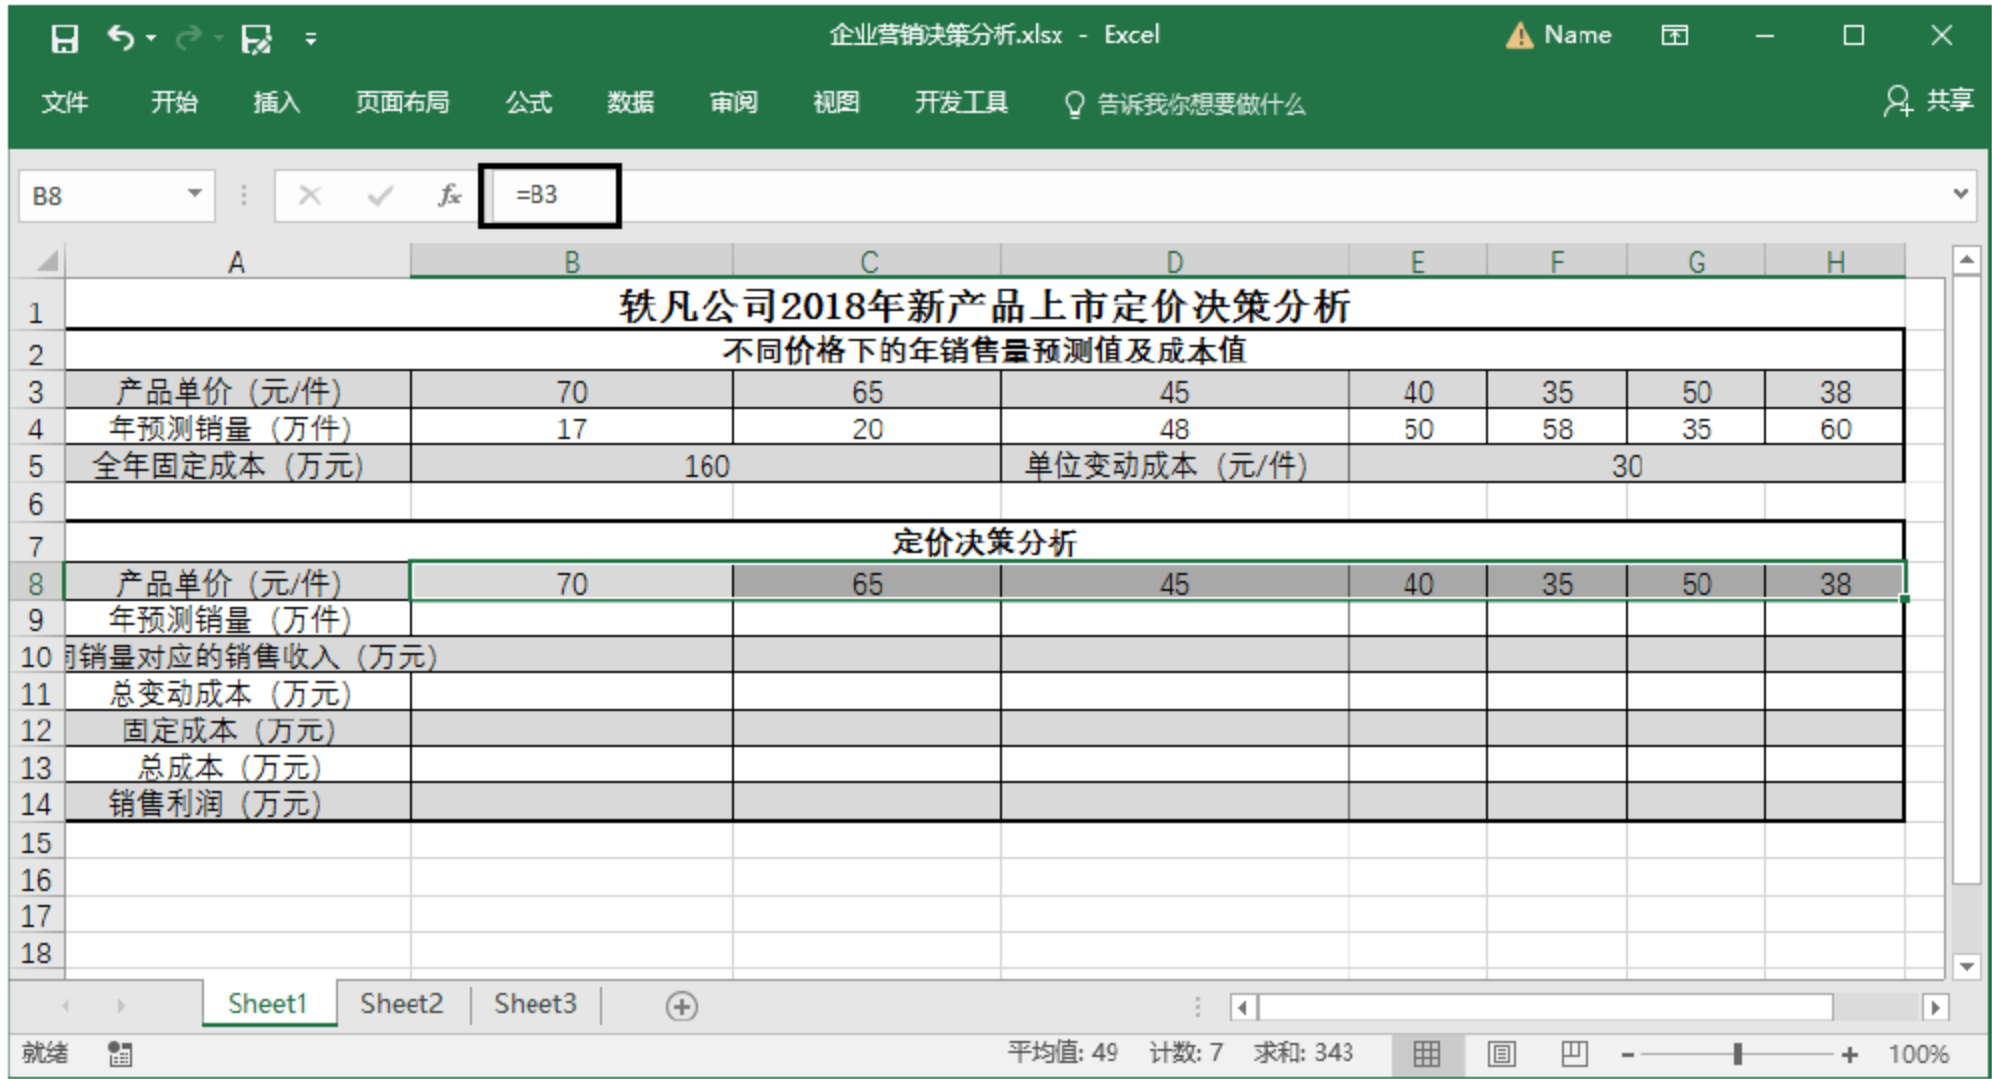 企业营销决策分析.xlsx - Excel
Name
文件 开始 插入 页面布局 公式 数据 审阅 视图 开发工具 告诉我你想要做什么 共享
B8 fx =B3
A B C D E F G H
1 轶凡公司2018年新产品上市定价决策分析
2 不同价格下的年销售量预测值及成本值
3 产品单价（元/件） 70 65 45 40 35 50 38
4 年预测销量（万件） 17 20 48 50 58 35 60
5 全年固定成本（万元） 160 单位变动成本（元/件） 30
6
7 定价决策分析
8 产品单价（元/件） 70 65 45 40 35 50 38
9 年预测销量（万件）
10 销量对应的销售收入（万元）
11 总变动成本（万元）
12 固定成本（万元）
13 总成本（万元）
14 销售利润（万元）
15
16
17
18
Sheet1 Sheet2 Sheet3
就绪 平均值: 49 计数: 7 求和: 343 100%